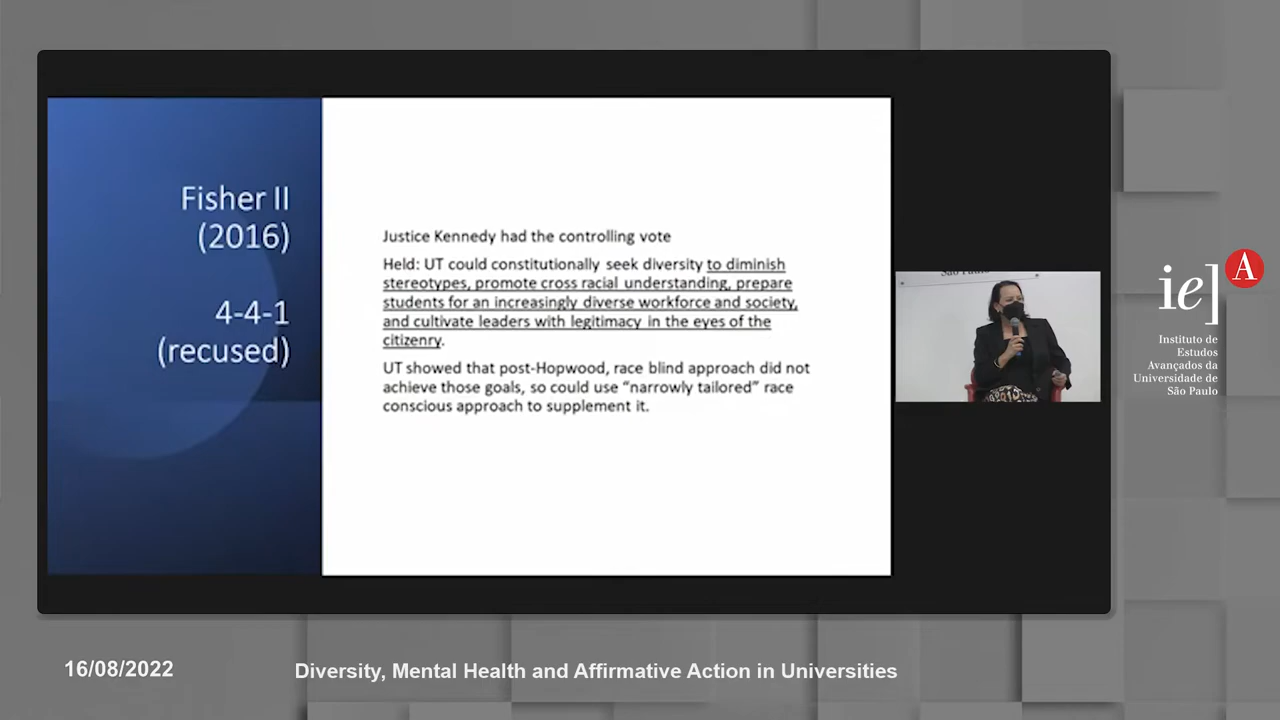 Fisher II
(2016)
4-4-1
(recused)
Justice Kennedy had the controlling vote
Held: UT could constitutionally seek diversity to diminish
stereotypes, promote cross racial understanding, prepare
students for an increasingly diverse workforce and society,
and cultivate leaders with legitimacy in the eyes of the
citizenry.
UT showed that post-Hopwood, race blind approach did not
achieve those goals, so could use “narrowly tailored” race
conscious approach to supplement it.
São Paulo
ie]
A
Instituto de
Estudos
Avançados da
Universidade de
São Paulo
16/08/2022
Diversity, Mental Health and Affirmative Action in Universities